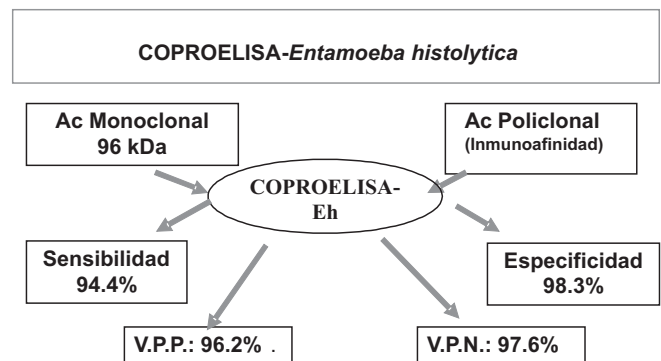 COPROELISA-Entamoeba histolytica
Ac Monoclonal
96 kDa
Ac Policlonal
(Inmunoafinidad)
COPROELISA-
Eh
Sensibilidad
94.4%
Especificidad
98.3%
V.P.P.: 96.2% .
V.P.N.: 97.6%